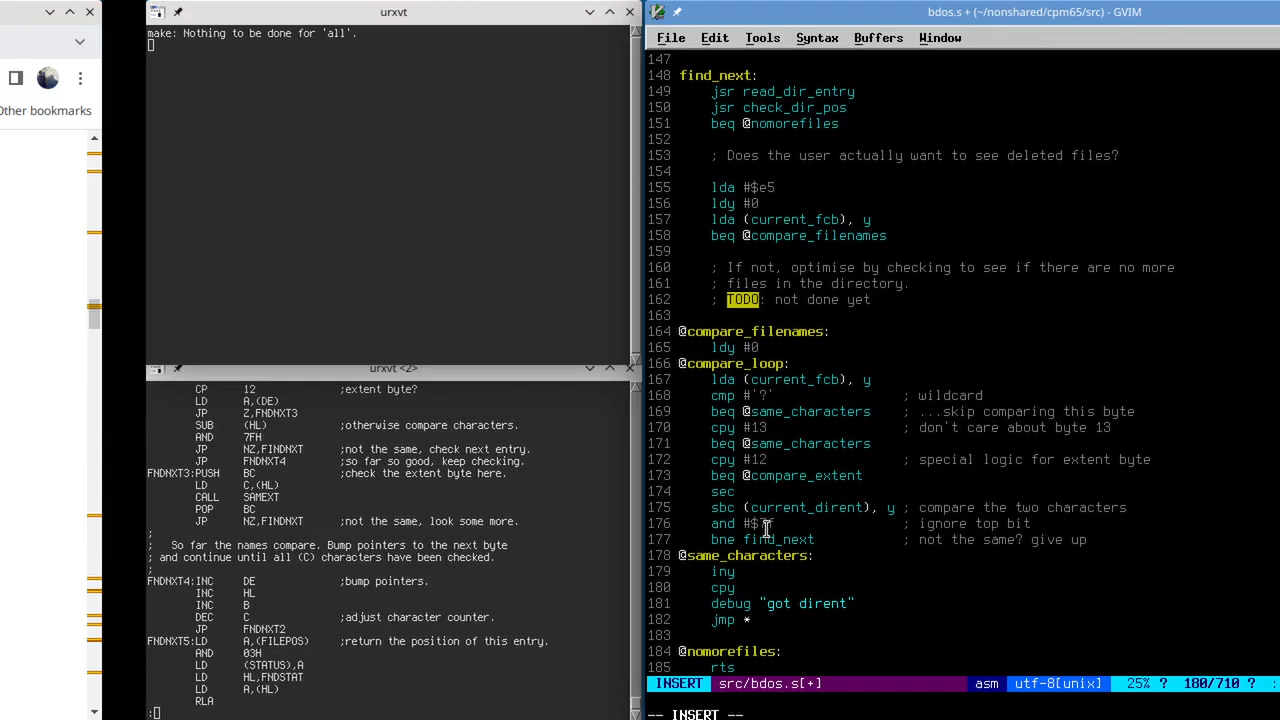 Other bookmarks
urxvt
make: Nothing to be done for 'all'.
urxvt <2>
CP 12 ;extent byte?
LD A,(DE)
JP Z,FNDNXT3
SUB (HL) ;otherwise compare characters.
AND 7FH
JP NZ,FINDNXT ;not the same, check next entry.
JP FNDNXT4 ;so far so good, keep checking.
FNDNXT3:PUSH BC ;check the extent byte here.
LD C,(HL)
CALL SAMEXT
POP BC
JP NZ,FINDNXT ;not the same, look some more.
;
; So far the names compare. Bump pointers to the next byte
; and continue until all (C) characters have been checked.
;
FNDNXT4:INC DE ;bump pointers.
INC HL
INC B
DEC C ;adjust character counter.
JP FNDNXT2
FNDNXT5:LD A,(FILEPOS) ;return the position of this entry.
AND 03H
LD (STATUS),A
LD HL,FNDSTAT
LD A,(HL)
RLA
:
bdos.s + (~/nonshared/cpm65/src) - GVIM
File Edit Tools Syntax Buffers Window
147
148 find_next:
149 jsr read_dir_entry
150 jsr check_dir_pos
151 beq @nomorefiles
152
153 ; Does the user actually want to see deleted files?
154
155 lda #$e5
156 ldy #0
157 lda (current_fcb), y
158 beq @compare_filenames
159
160 ; If not, optimise by checking to see if there are no more
161 ; files in the directory.
162 ; TODO: not done yet
163
164 @compare_filenames:
165 ldy #0
166 @compare_loop:
167 lda (current_fcb), y
168 cmp #'?' ; wildcard
169 beq @same_characters ; ...skip comparing this byte
170 cpy #13 ; don't care about byte 13
171 beq @same_characters
172 cpy #12 ; special logic for extent byte
173 beq @compare_extent
174 sec
175 sbc (current_dirent), y ; compare the two characters
176 and #$7f ; ignore top bit
177 bne find_next ; not the same? give up
178 @same_characters:
179 iny
180 cpy
181 debug "got dirent"
182 jmp *
183
184 @nomorefiles:
185 rts
INSERT src/bdos.s[+] asm utf-8[unix] 25% ? 180/710 ? :
-- INSERT --